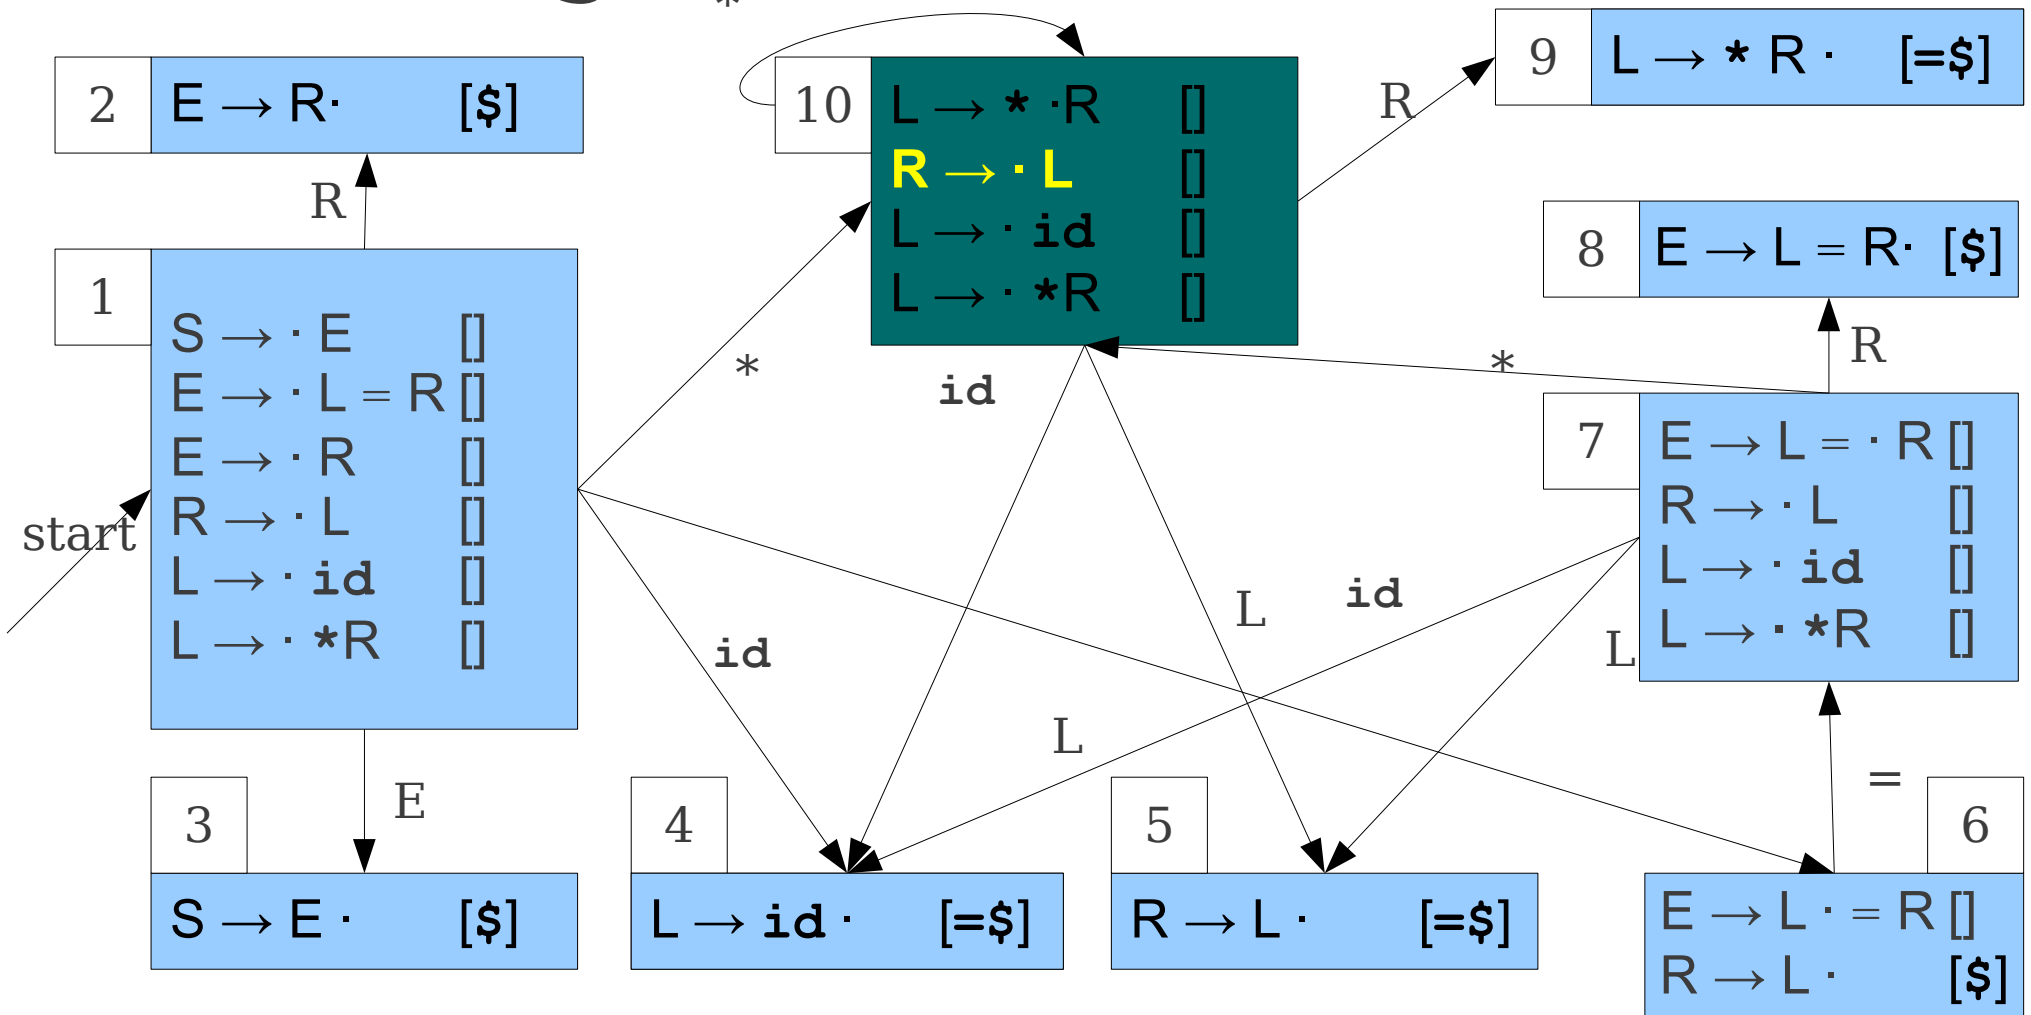 *
2
E → R· [$]
R
1
S → · E []
E → · L = R []
E → · R []
R → · L []
L → · id []
L → · *R []
start
E
3
S → E · [$]
10
L → * ·R []
R → · L []
L → · id []
L → · *R []
R
9
L → * R · [=$]
8
E → L = R· [$]
R
*
*
id
7
E → L = · R []
R → · L []
L → · id []
L → · *R []
id
L
id
L
L
=
4
L → id · [=$]
5
R → L · [=$]
6
E → L · = R []
R → L · [$]